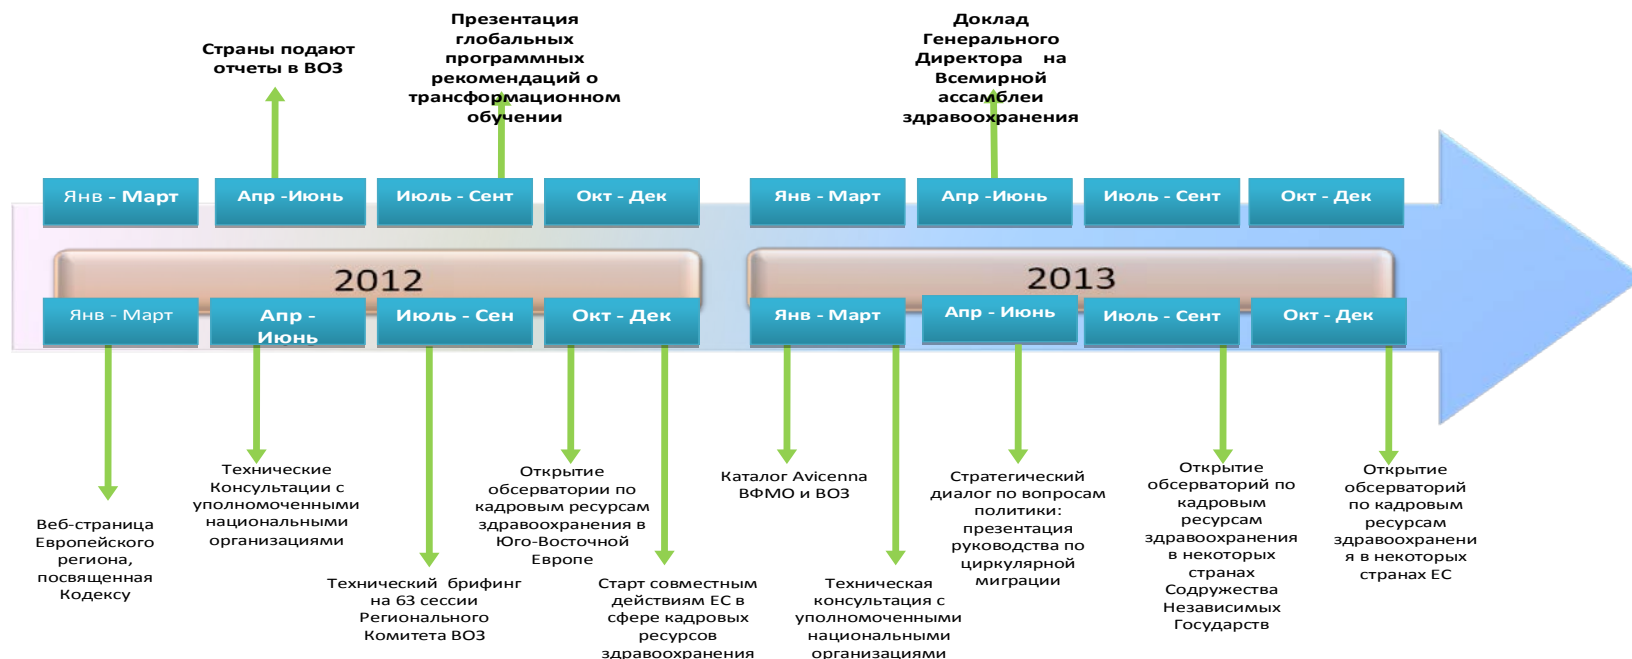 Страны подают
отчеты в ВОЗ
Презентация
глобальных
программных
рекомендаций о
трансформационном
обучении
Доклад
Генерального
Директора на
Всемирной
ассамблеи
здравоохранения
Янв - Март
Апр -Июнь
Июль - Сент
Окт - Дек
Янв - Март
Апр -Июнь
Июль - Сент
Окт - Дек
2012
2013
Янв - Март
Апр -
Июнь
Июль - Сен
Окт - Дек
Янв - Март
Апр - Июнь
Июль - Сент
Окт - Дек
Веб-страница
Европейского
региона,
посвященная
Кодексу
Технические
Консультации с
уполномоченными
национальными
организациями
Технический брифинг
на 63 сессии
Регионального
Комитета ВОЗ
Открытие
обсерватории по
кадровым ресурсам
здравоохранения в
Юго-Восточной
Европе
Старт совместным
действиям ЕС в
сфере кадровых
ресурсов
здравоохранения
Каталог Avicenna
ВФМО и ВОЗ
Техническая
консультация с
уполномоченными
национальными
организациями
Стратегический
диалог по вопросам
политики:
презентация
руководства по
циркулярной
миграции
Открытие
обсерваторий по
кадровым
ресурсам
здравоохранения
в некоторых
странах
Содружества
Независимых
Государств
Открытие
обсерваторий
по кадровым
ресурсам
здравоохранени
я в некоторых
странах ЕС